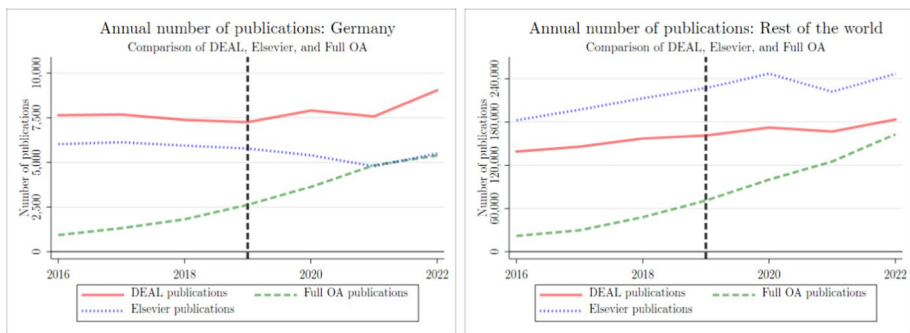 Annual number of publications: Germany
Comparison of DEAL, Elsevier, and Full OA
Number of publications
10,000
7,500
5,000
2,500
0
2016 2018 2020 2022
DEAL publications Full OA publications
Elsevier publications
Annual number of publications: Rest of the world
Comparison of DEAL, Elsevier, and Full OA
Number of publications
240,000
180,000
120,000
60,000
0
2016 2018 2020 2022
DEAL publications Full OA publications
Elsevier publications